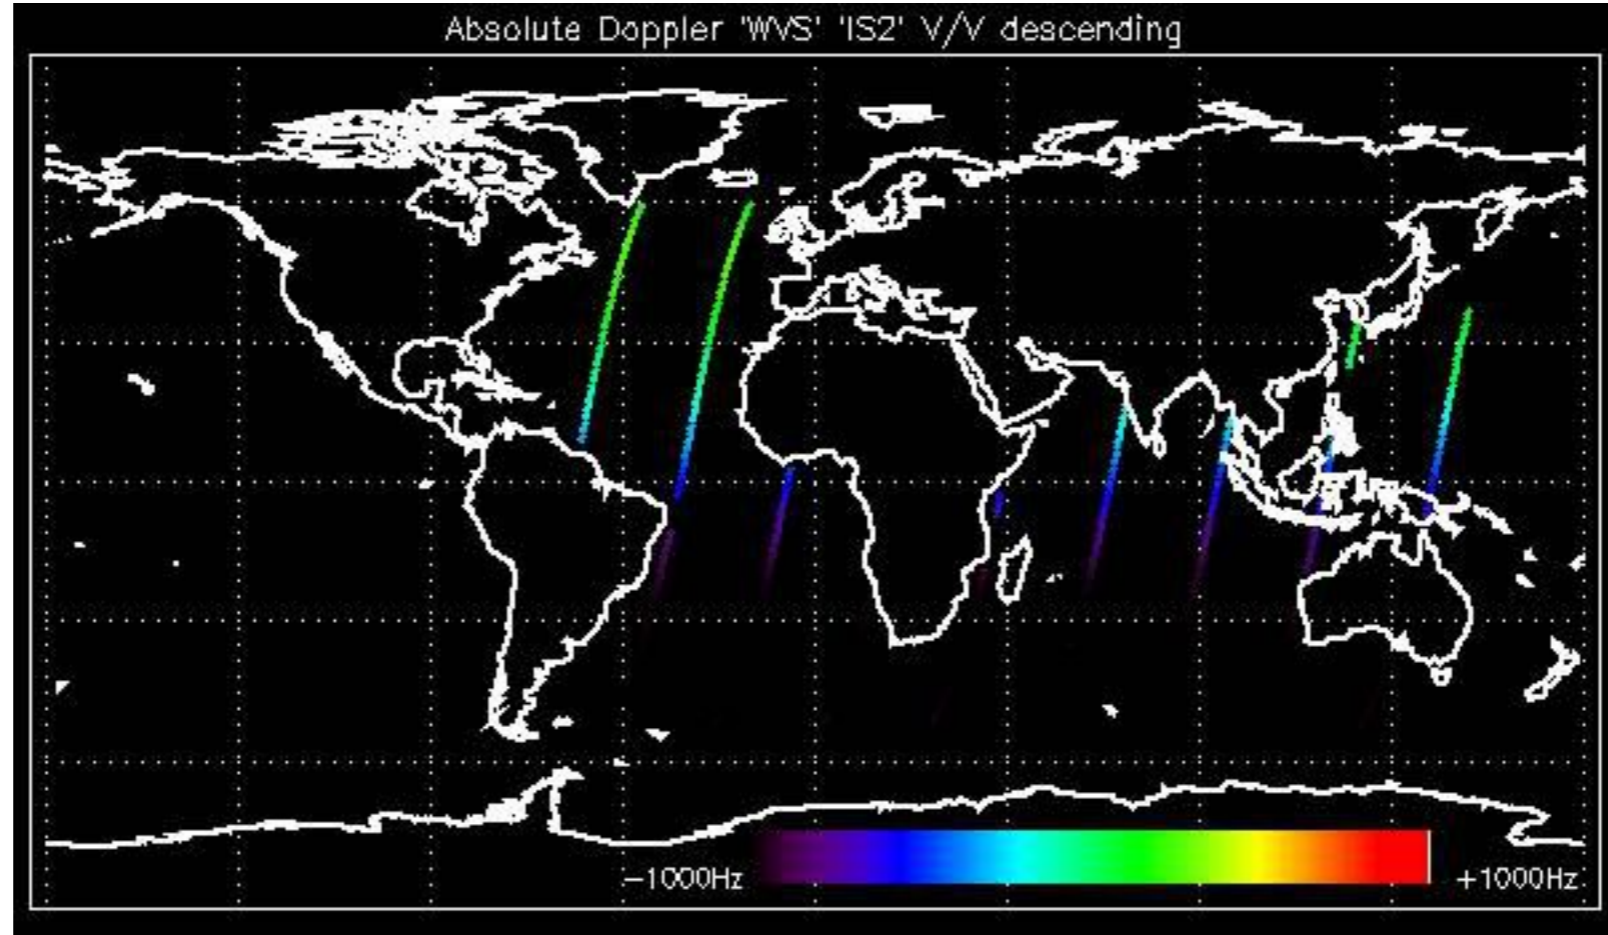 Absolute Doppler 'WVS' 'IS2' V/V descending
−1000Hz
+1000Hz